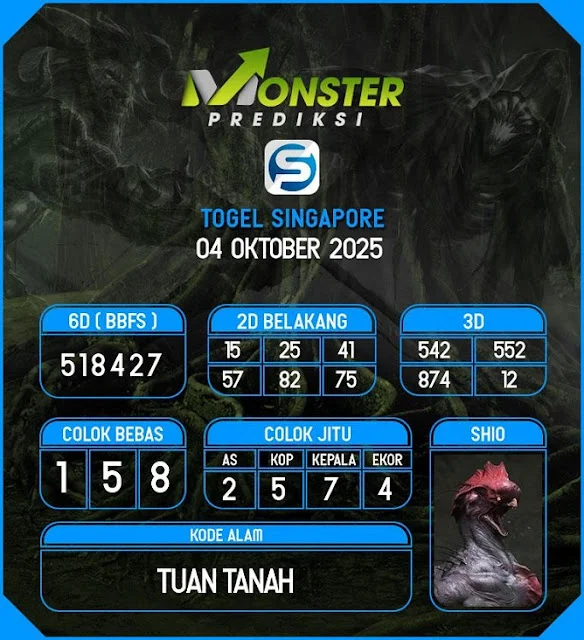 MONSTER
PREDIKSI
S
TOGEL SINGAPORE
04 OKTOBER 2025
6D ( BBFS )
518427
2D BELAKANG
15 25 41
57 82 75
3D
542 552
874 12
COLOK BEBAS
1 5 8
COLOK JITU
AS KOP KEPALA EKOR
2 5 7 4
SHIO
KODE ALAM
TUAN TANAH